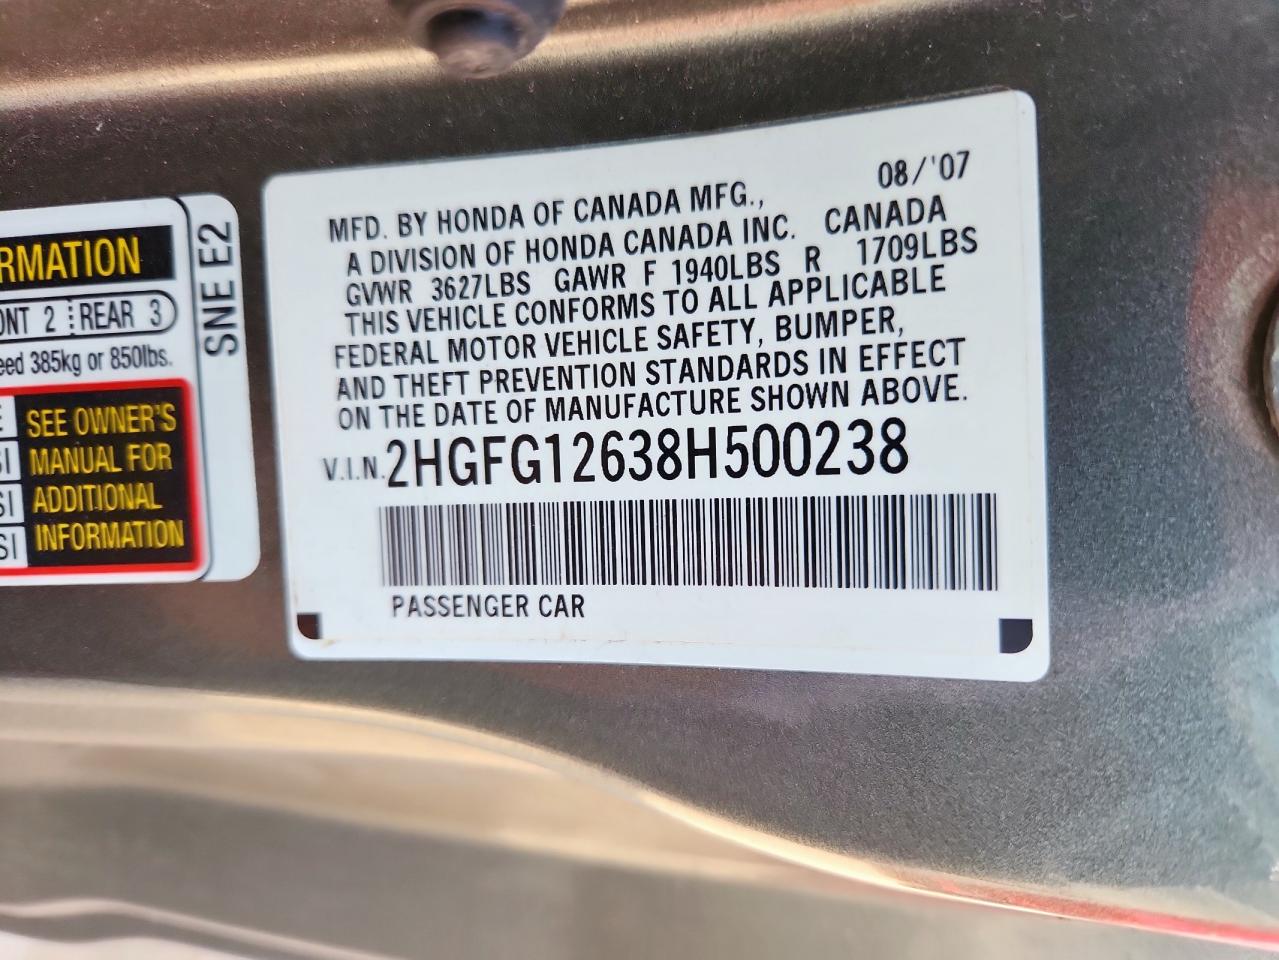 RMATION
ONT 2 REAR 3
eed 385kg or 850lbs.
SEE OWNER'S
MANUAL FOR
ADDITIONAL
INFORMATION
SI
SI
SNE E2
08/'07
MFD. BY HONDA OF CANADA MFG.,
A DIVISION OF HONDA CANADA INC. CANADA
GVWR 3627LBS GAWR F 1940LBS R 1709LBS
THIS VEHICLE CONFORMS TO ALL APPLICABLE
FEDERAL MOTOR VEHICLE SAFETY, BUMPER,
AND THEFT PREVENTION STANDARDS IN EFFECT
ON THE DATE OF MANUFACTURE SHOWN ABOVE.
V.I.N. 2HGFG12638H500238
PASSENGER CAR